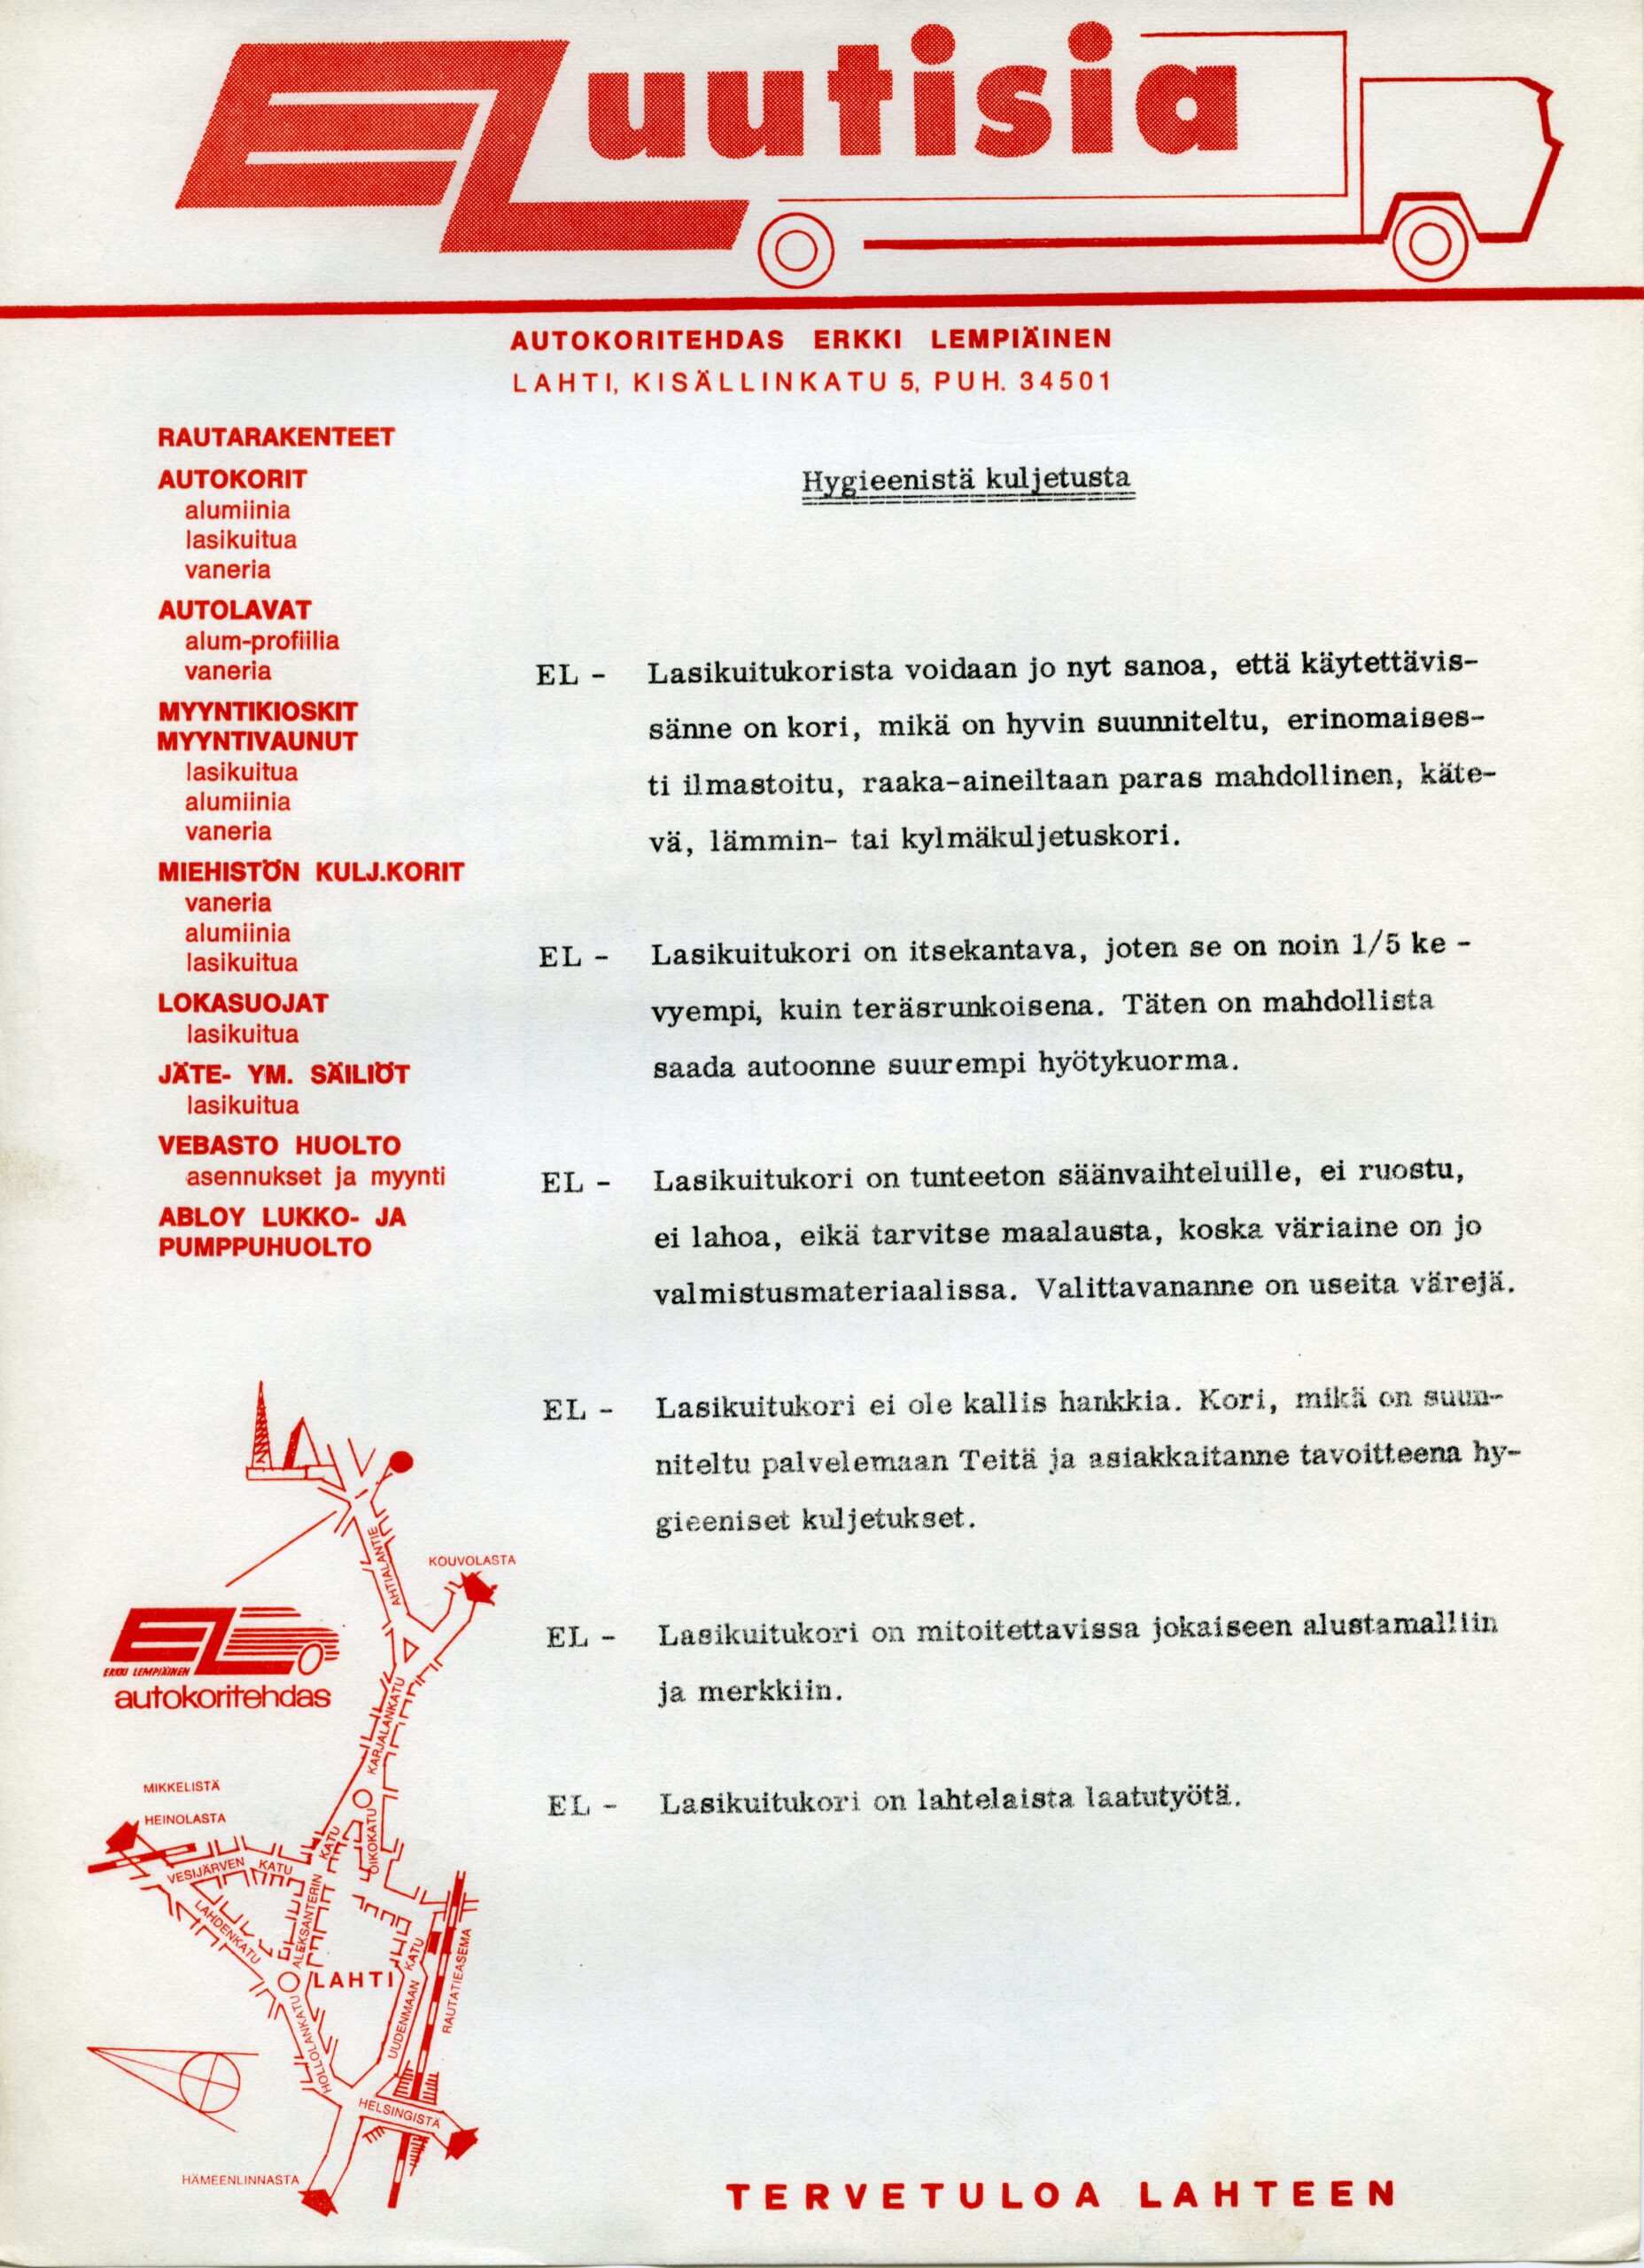 ELuutisia
AUTOKORITEHDAS ERKKI LEMPIÄINEN
LAHTI, KISÄLLINKATU 5, PUH. 34501
RAUTARAKENTEET
AUTOKORIT
alumiinia
lasikuitua
vaneria
AUTOLAVAT
alum-profiilia
vaneria
MYYNTIKIOSKIT
MYYNTIVAUNUT
lasikuitua
alumiinia
vaneria
MIEHISTÖN KULJ.KORIT
vaneria
alumiinia
lasikuitua
LOKASUOJAT
lasikuitua
JÄTE- YM. SÄILIÖT
lasikuitua
VEBASTO HUOLTO
asennukset ja myynti
ABLOY LUKKO- JA
PUMPPUHUOLTO
Hygieenistä kuljetusta
EL - Lasikuitukorista voidaan jo nyt sanoa, että käytettävis-
sänne on kori, mikä on hyvin suunniteltu, erinomaises-
ti ilmastoitu, raaka-aineiltaan paras mahdollinen, käte-
vä, lämmin- tai kylmäkuljetuskori.
EL - Lasikuitukori on itsekantava, joten se on noin 1/5 ke -
vyempi, kuin teräsrunkoisena. Täten on mahdollista
saada autoonne suurempi hyötykuorma.
EL - Lasikuitukori on tunteeton säänvaihteluille, ei ruostu,
ei lahoa, eikä tarvitse maalausta, koska väriaine on jo
valmistusmateriaalissa. Valittavananne on useita värejä.
EL - Lasikuitukori ei ole kallis hankkia. Kori, mikä on suun-
niteltu palvelemaan Teitä ja asiakkaitanne tavoitteena hy-
gieeniset kuljetukset.
EL - Lasikuitukori on mitoitettavissa jokaiseen alustamalliin
ja merkkiin.
EL - Lasikuitukori on lahtelaista laatutyötä.
AHTIALANTIE
KOUVOLASTA
EL
ERKKI LEMPIÄINEN
autokoritehdas
KARJALANKATU
MIKKELISTÄ
HEINOLASTA
VESIJÄRVEN KATU
OIKOKATU
LAHDENKATU
ALEKSANTERIN KATU
LAHTI
UUDENMAAN KATU
RAUTATIEASEMA
HOLLOLANKATU
HELSINGISTÄ
HÄMEENLINNASTA
TERVETULOA LAHTEEN